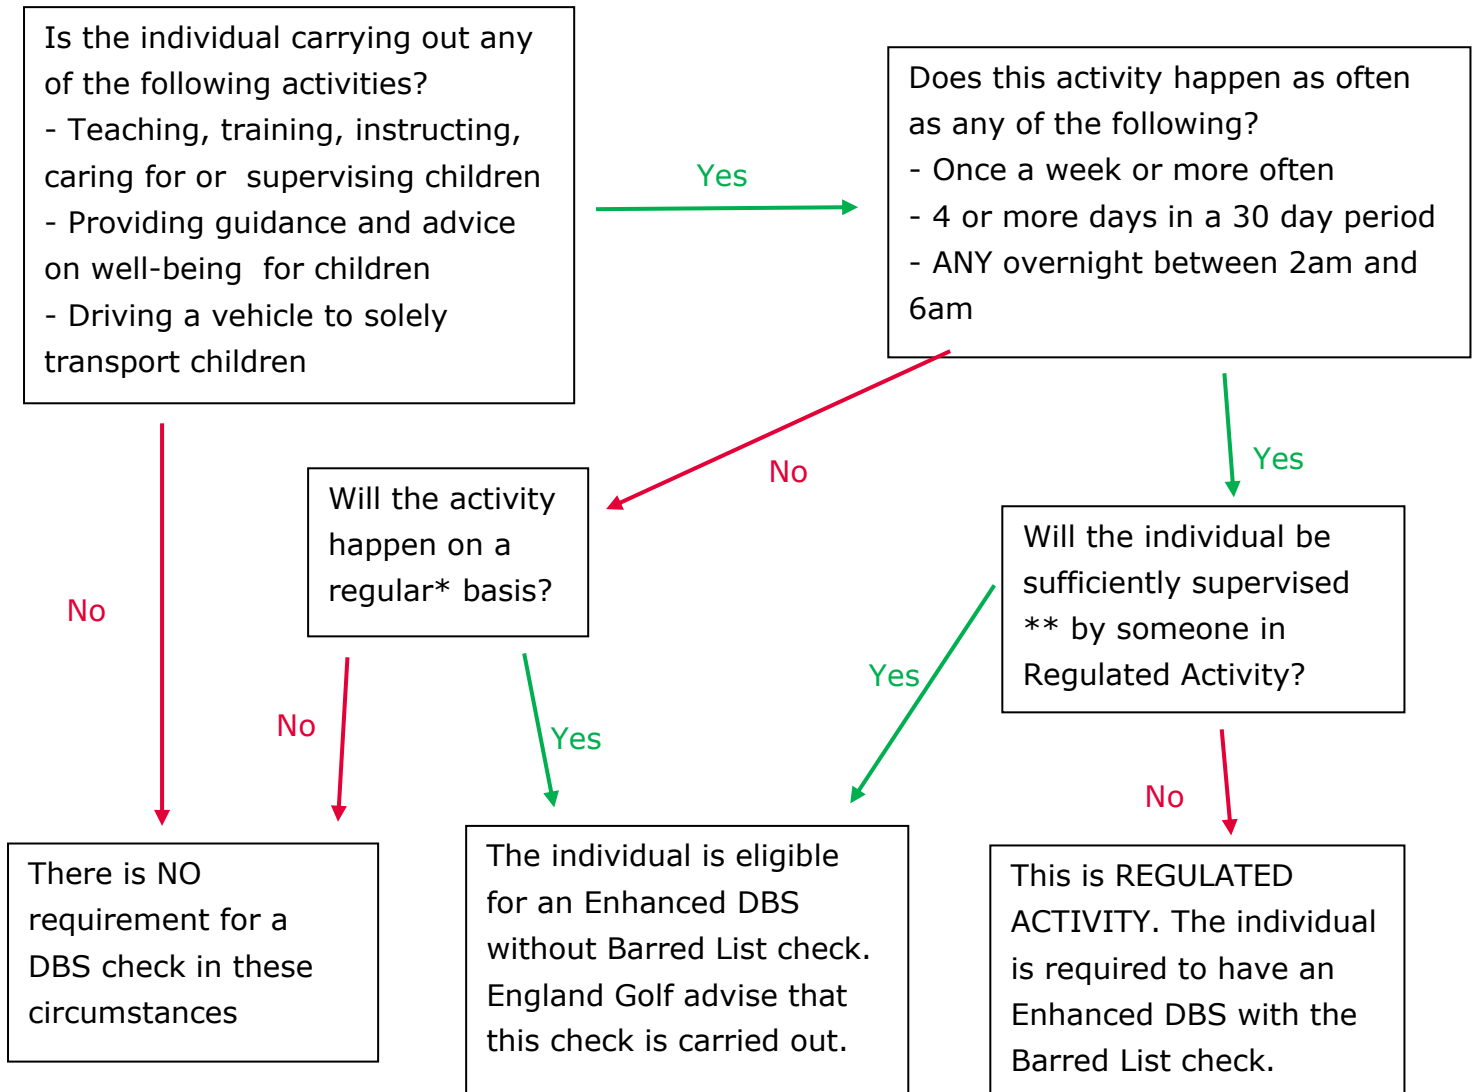 Is the individual carrying out any
of the following activities?
- Teaching, training, instructing,
caring for or  supervising children
- Providing guidance and advice
on well-being  for children
- Driving a vehicle to solely
transport children
Yes
Does this activity happen as often
as any of the following?
- Once a week or more often
- 4 or more days in a 30 day period
- ANY overnight between 2am and
6am
No
Yes
No
Will the activity
happen on a
regular* basis?
Will the individual be
sufficiently supervised
** by someone in
Regulated Activity?
No
Yes
Yes
No
There is NO
requirement for a
DBS check in these
circumstances
The individual is eligible
for an Enhanced DBS
without Barred List check.
England Golf advise that
this check is carried out.
This is REGULATED
ACTIVITY. The individual
is required to have an
Enhanced DBS with the
Barred List check.